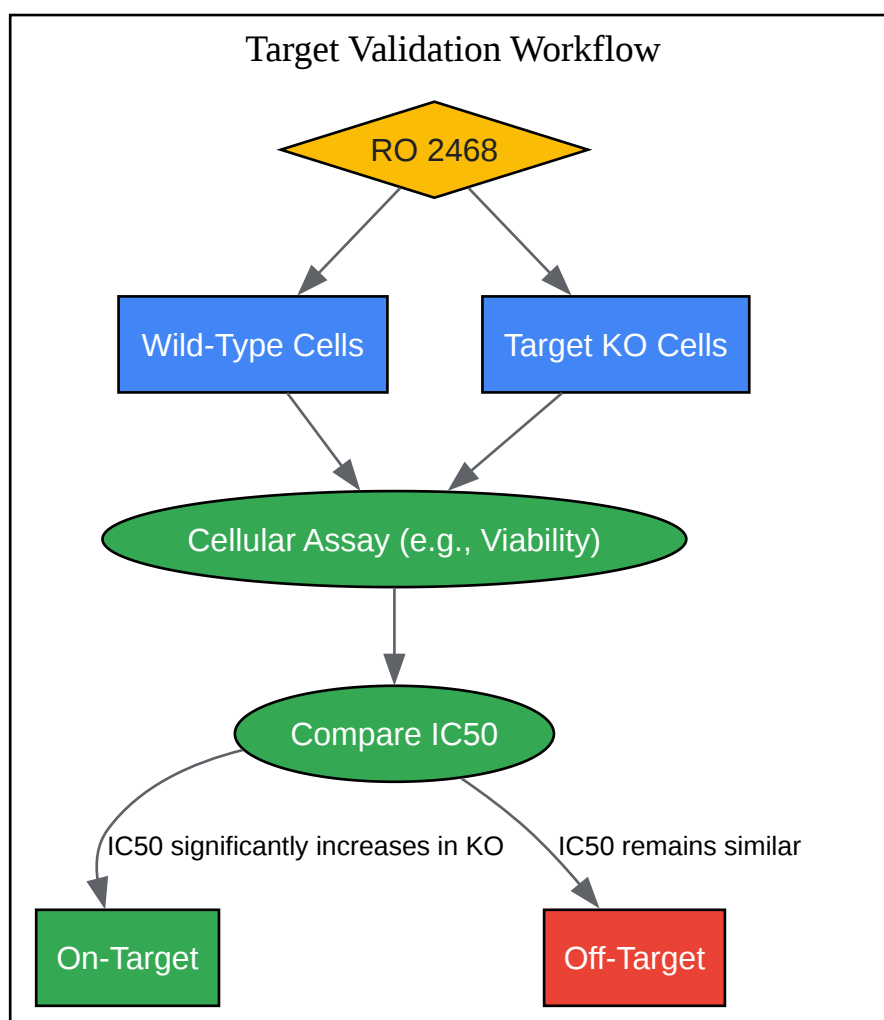 Target Validation Workflow
RO 2468
Wild-Type Cells
Target KO Cells
Cellular Assay (e.g., Viability)
Compare IC50
IC50 significantly increases in KO
IC50 remains similar
On-Target
Off-Target